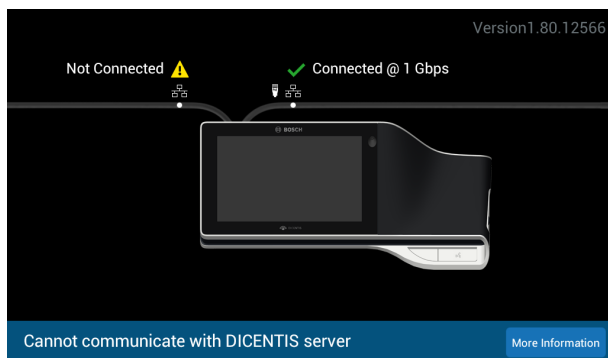 Version1.80.12566
Not Connected
Connected @ 1 Gbps
BOSCH
Cannot communicate with DICENTIS server
More Information